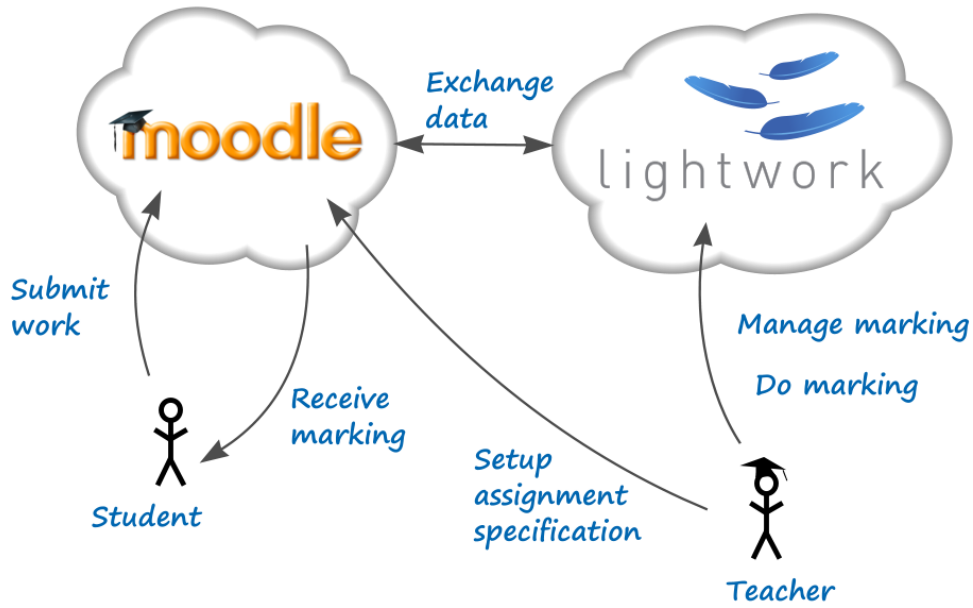 Exchange
data
moodle
lightwork
Submit
work
Manage marking
Do marking
Receive
marking
Setup
assignment
specification
Student
Teacher